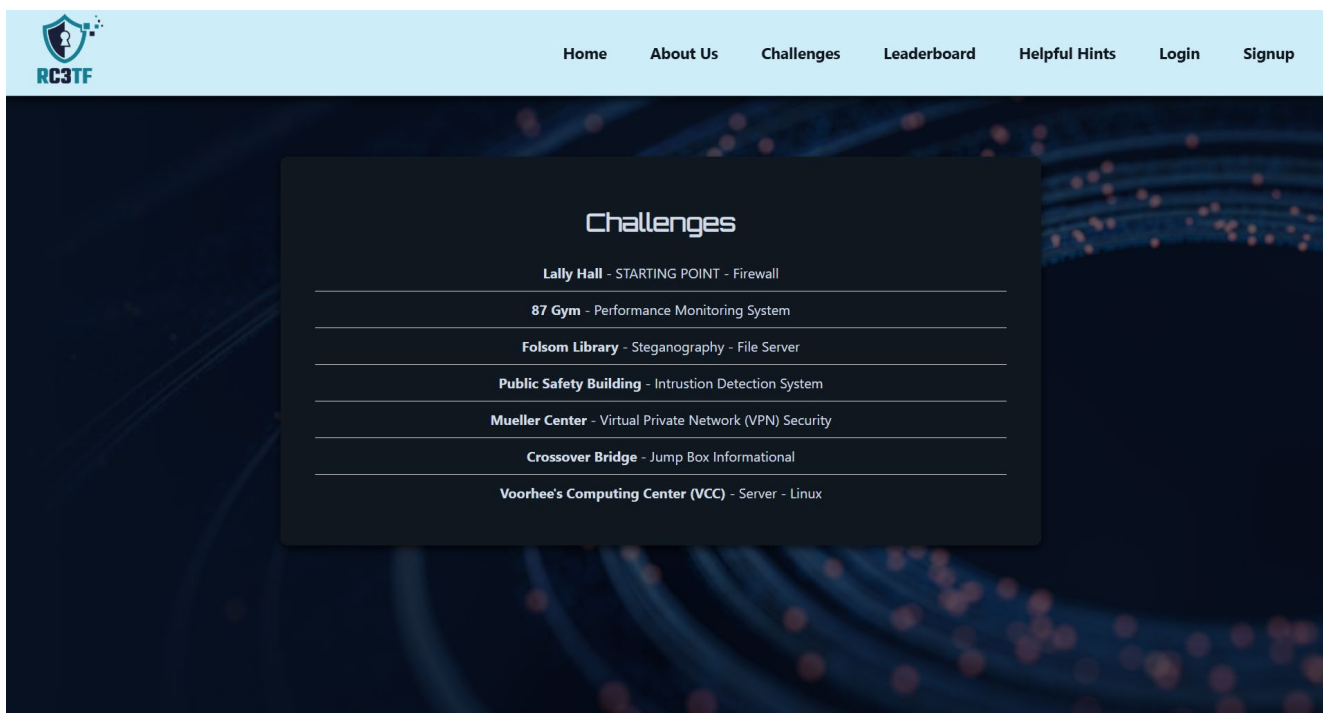 RC3TF
Home About Us Challenges Leaderboard Helpful Hints Login Signup
Challenges
Lally Hall - STARTING POINT - Firewall
87 Gym - Performance Monitoring System
Folsom Library - Steganography - File Server
Public Safety Building - Intrustion Detection System
Mueller Center - Virtual Private Network (VPN) Security
Crossover Bridge - Jump Box Informational
Voorhee's Computing Center (VCC) - Server - Linux